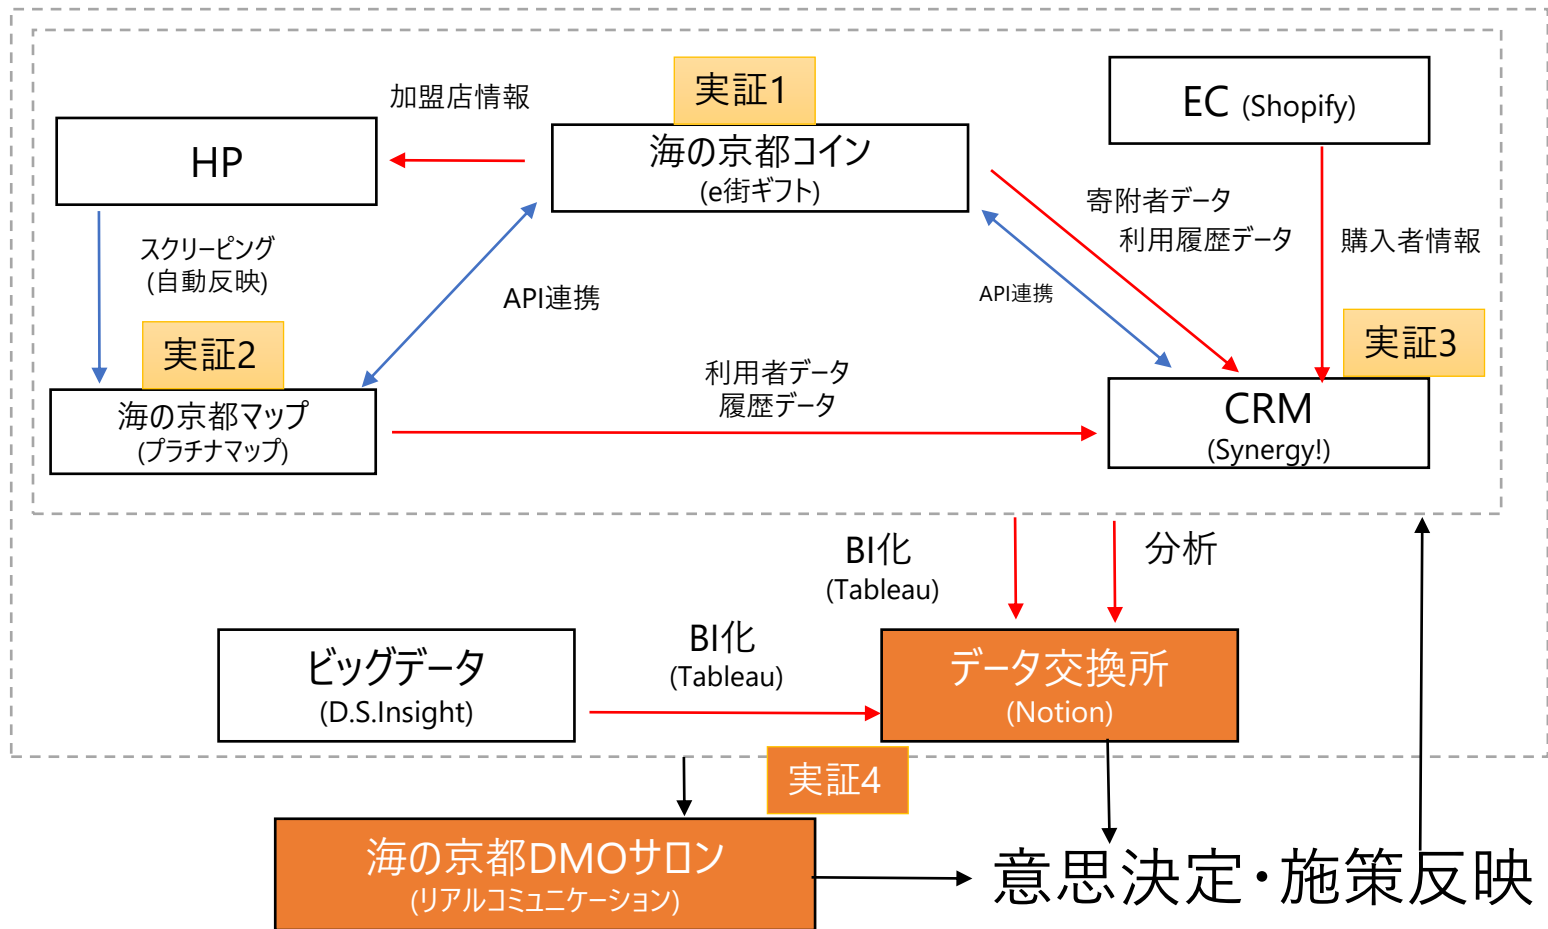 実証1
加盟店情報
HP
海の京都コイン
(e街ギフト)
EC (Shopify)
寄附者データ
利用履歴データ
購入者情報
スクリーピング
(自動反映)
API連携
API連携
実証2
実証3
海の京都マップ
(プラチナマップ)
利用者データ
履歴データ
CRM
(Synergy!)
BI化
(Tableau)
分析
ビッグデータ
(D.S.Insight)
BI化
(Tableau)
データ交換所
(Notion)
実証4
海の京都DMOサロン
(リアルコミュニケーション)
意思決定・施策反映